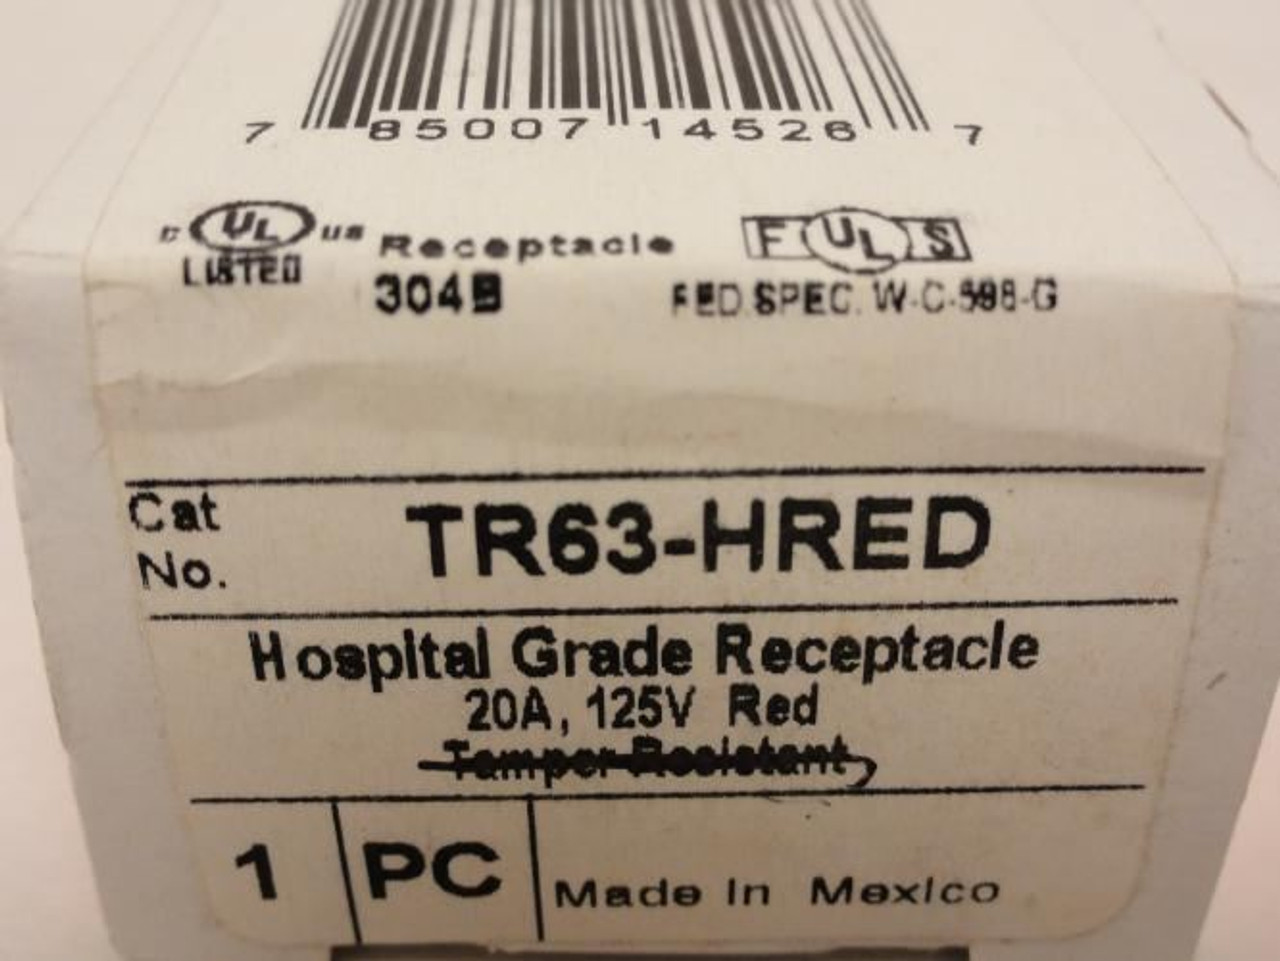 7 85007 14526 7
c UL us Receptacle F UL S
LISTED 304B FED. SPEC. W-C-596-G
Cat No. TR63-HRED
Hospital Grade Receptacle
20A, 125V Red
Tamper Resistant
1 PC Made In Mexico